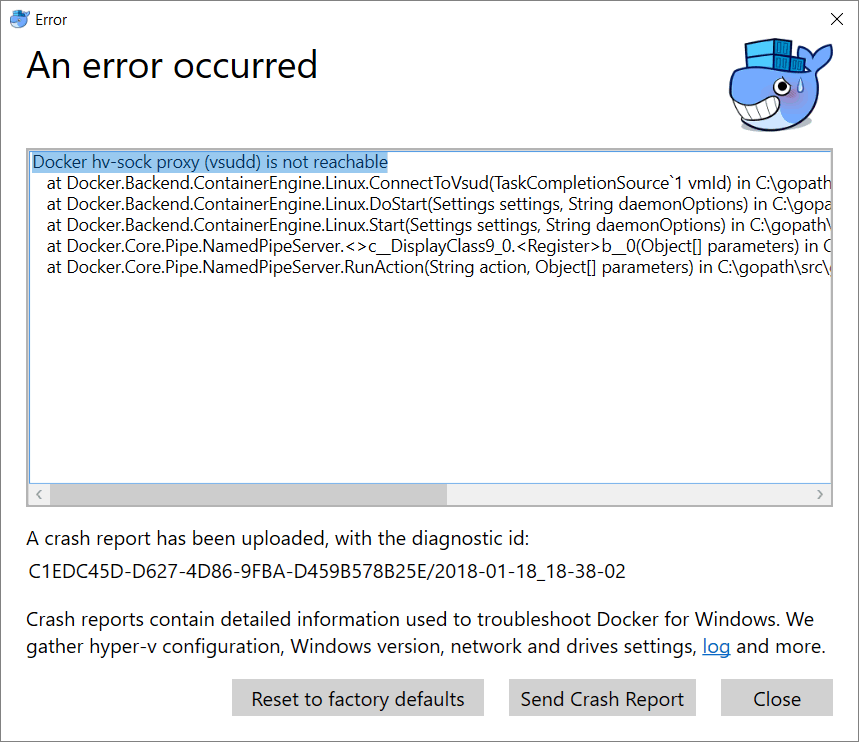 Error
An error occurred
Docker hv-sock proxy (vsudd) is not reachable
at Docker.Backend.ContainerEngine.Linux.ConnectToVsud(TaskCompletionSource`1 vmId) in C:\gopath
at Docker.Backend.ContainerEngine.Linux.DoStart(Settings settings, String daemonOptions) in C:\gopa
at Docker.Backend.ContainerEngine.Linux.Start(Settings settings, String daemonOptions) in C:\gopath\
at Docker.Core.Pipe.NamedPipeServer.<>c__DisplayClass9_0.<Register>b__0(Object[] parameters) in C
at Docker.Core.Pipe.NamedPipeServer.RunAction(String action, Object[] parameters) in C:\gopath\src\
A crash report has been uploaded, with the diagnostic id:
C1EDC45D-D627-4D86-9FBA-D459B578B25E/2018-01-18_18-38-02
Crash reports contain detailed information used to troubleshoot Docker for Windows. We
gather hyper-v configuration, Windows version, network and drives settings, log and more.
Reset to factory defaults
Send Crash Report
Close